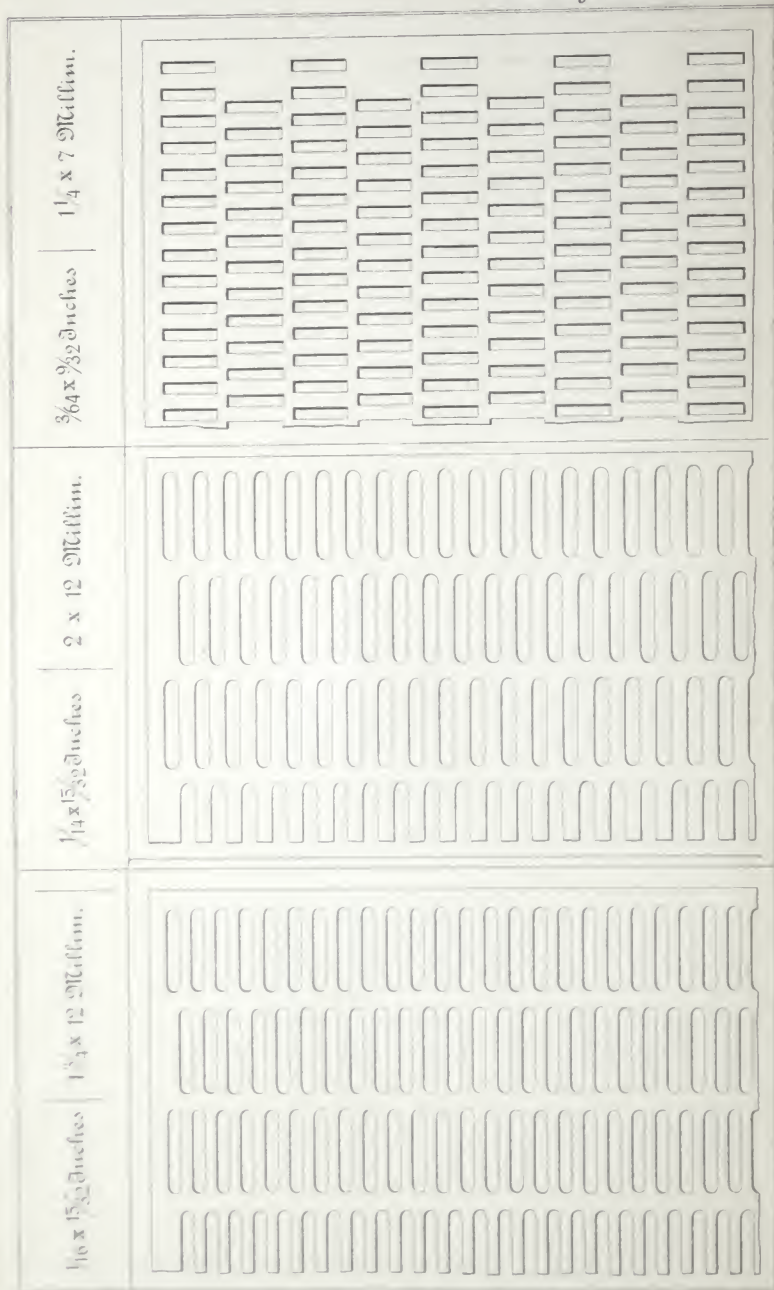 3/64 x 9/32 Inches | 1 1/4 x 7 Millim.
1/14 x 15/32 Inches | 2 x 12 Millim.
1/16 x 15/32 Inches | 1 3/4 x 12 Millim.